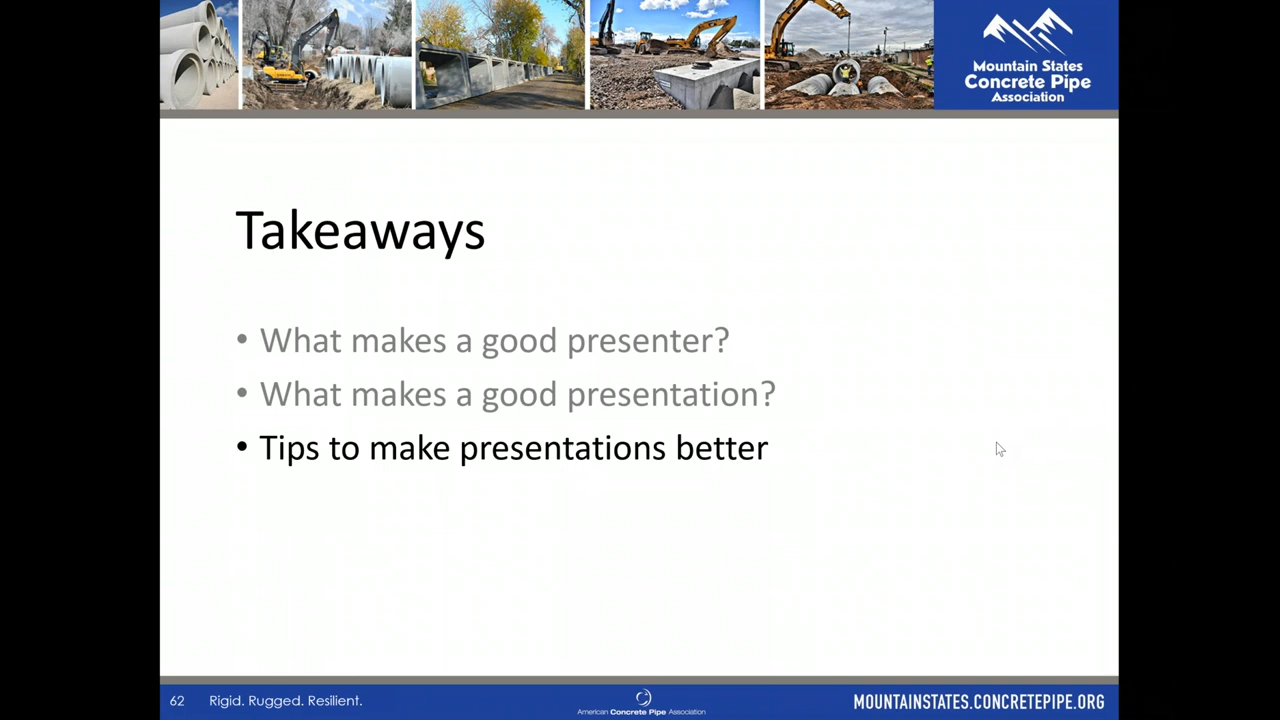 Mountain States
Concrete Pipe
Association
Takeaways
• What makes a good presenter?
• What makes a good presentation?
• Tips to make presentations better
62 Rigid. Rugged. Resilient.
American Concrete Pipe Association
MOUNTAINSTATES.CONCRETEPIPE.ORG